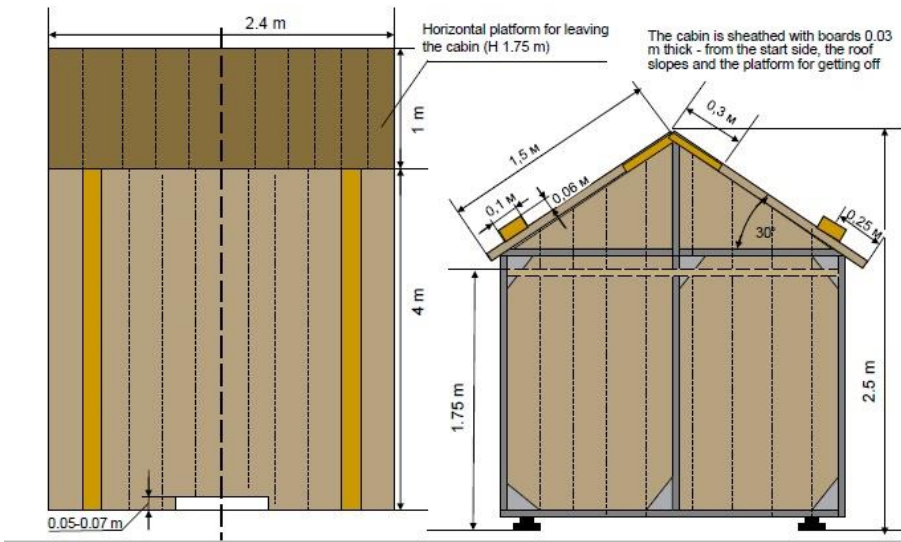 2.4 m
Horizontal platform for leaving
the cabin (H 1.75 m)
The cabin is sheathed with boards 0.03
m thick - from the start side, the roof
slopes and the platform for getting off
1 m
4 m
0.05-0.07 m
1,5 м
0,3 м
0,1 м
0,06 м
0,25 м
30°
1.75 m
2.5 m